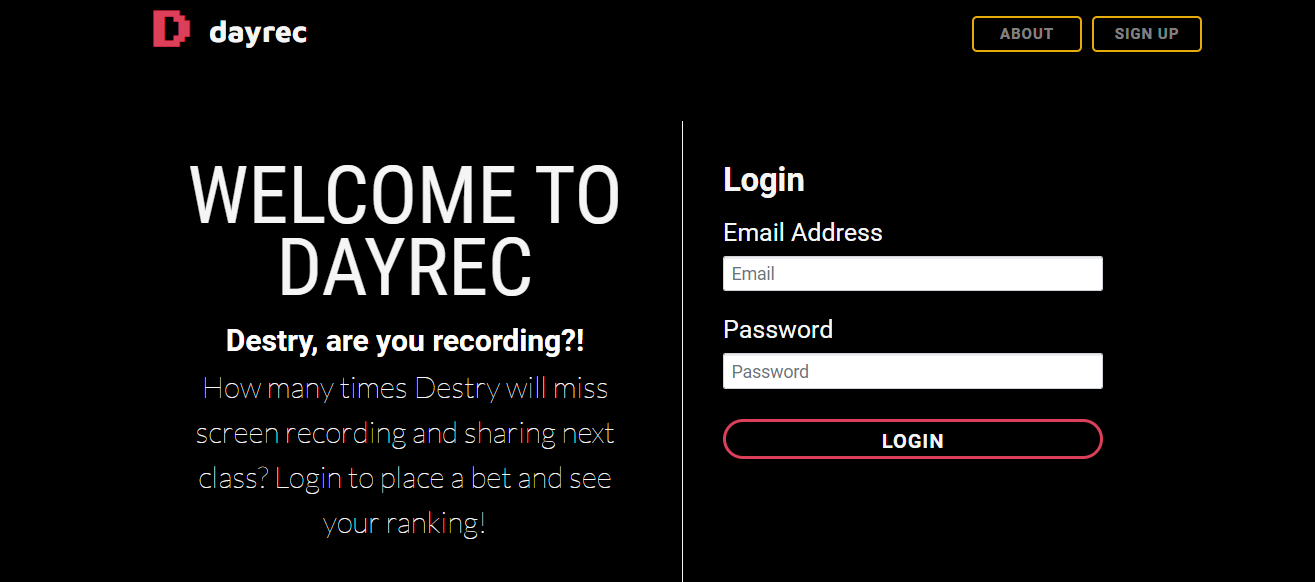 dayrec
ABOUT
SIGN UP
WELCOME TO
DAYREC
Destry, are you recording?!
How many times Destry will miss
screen recording and sharing next
class? Login to place a bet and see
your ranking!
Login
Email Address
Email
Password
Password
LOGIN